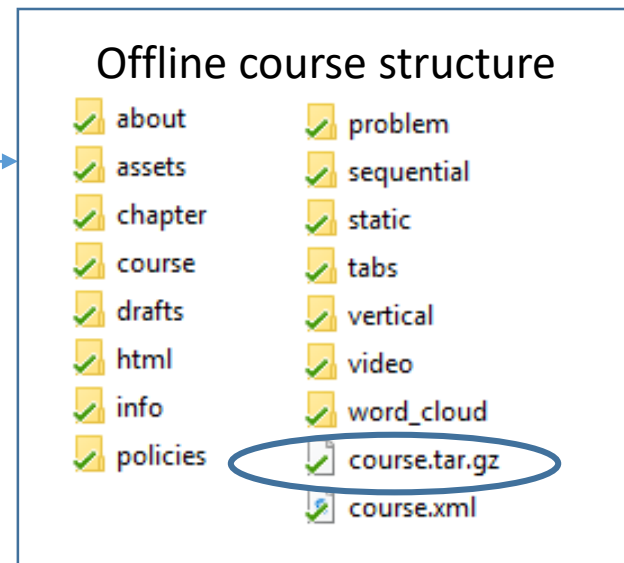 Offline course structure
about
assets
chapter
course
drafts
html
info
policies
problem
sequential
static
tabs
vertical
video
word_cloud
course.tar.gz
course.xml